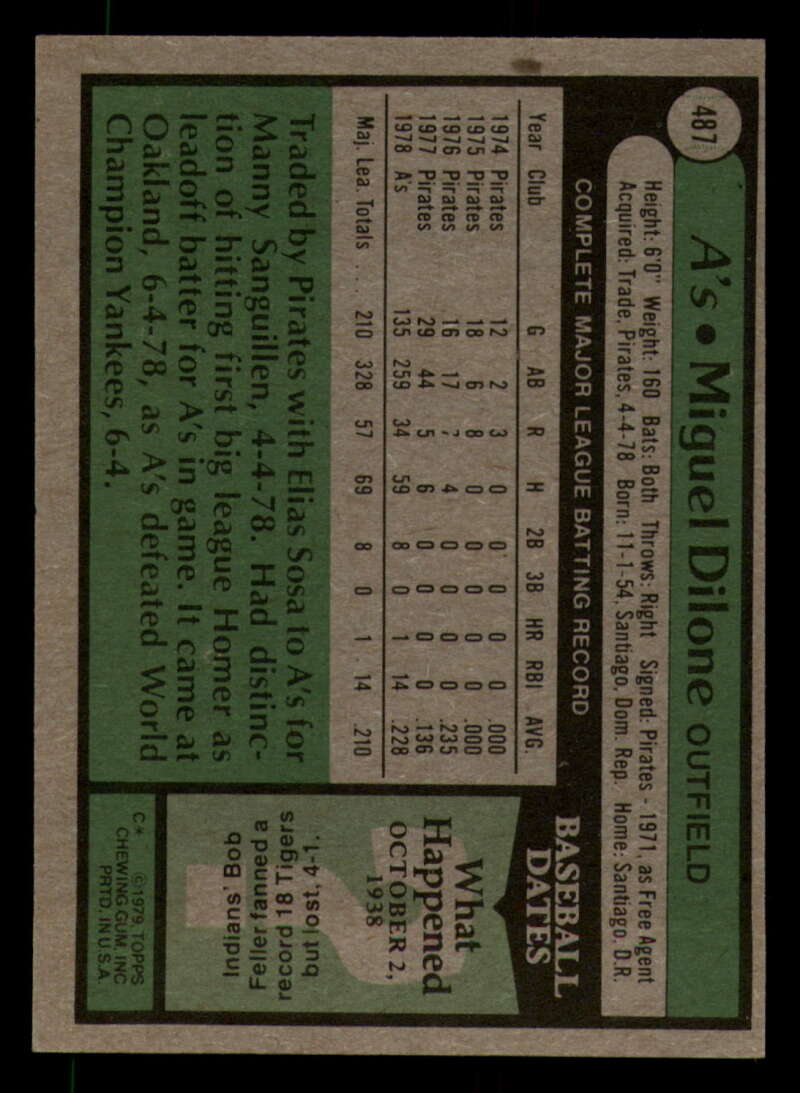 487
A's • Miguel Dilone OUTFIELD
Height: 6'0" Weight: 160 Bats: Both Throws: Right Signed: Pirates - 1971, as Free Agent
Acquired: Trade, Pirates, 4-4-78 Born: 11-1-54, Santiago, Dom. Rep. Home: Santiago, D.R.
COMPLETE MAJOR LEAGUE BATTING RECORD
Year Club G AB R H 2B 3B HR RBI AVG.
1974 Pirates 12 2 3 0 0 0 0 0 .000
1975 Pirates 18 6 8 0 0 0 0 0 .000
1976 Pirates 16 17 7 4 0 0 0 0 .235
1977 Pirates 29 44 5 6 0 0 0 0 .136
1978 A's 135 259 34 59 8 0 1 14 .228
Maj. Lea. Totals . . . . 210 328 57 69 8 0 1 14 .210
Traded by Pirates with Elias Sosa to A's for
Manny Sanguillen, 4-4-78. Had distinc-
tion of hitting first big league Homer as
leadoff batter for A's in game. It came at
Oakland, 6-4-78, as A's defeated World
Champion Yankees, 6-4.
BASEBALL
DATES
What
Happened
OCTOBER 2,
1938
Indians' Bob
Feller fanned a
record 18 Tigers
but lost, 4-1.
C* ©1979, TOPPS
CHEWING GUM, INC
PRTD. IN U.S.A.